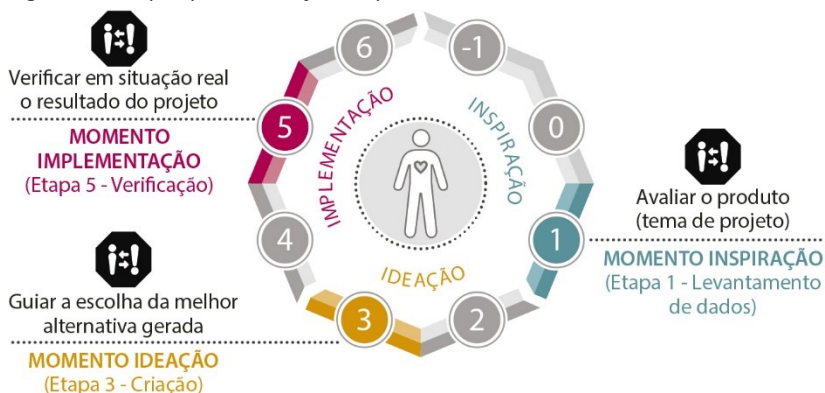 Verificar em situação real
o resultado do projeto
MOMENTO
IMPLEMENTAÇÃO
(Etapa 5 - Verificação)
Guiar a escolha da melhor
alternativa gerada
MOMENTO IDEAÇÃO
(Etapa 3 - Criação)
6
-1
5
0
4
1
3
2
IMPLEMENTAÇÃO
INSPIRAÇÃO
IDEAÇÃO
Avaliar o produto
(tema de projeto)
MOMENTO INSPIRAÇÃO
(Etapa 1 - Levantamento
de dados)